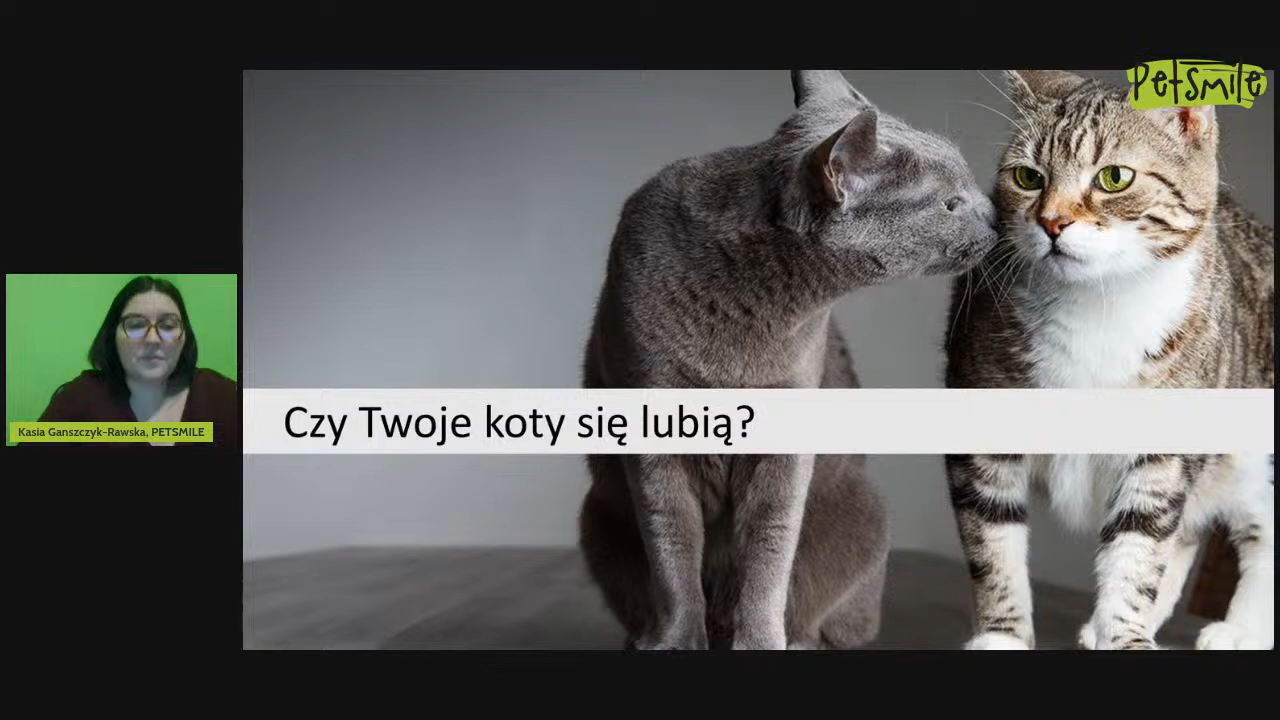 PetSmile
Czy Twoje koty się lubią?
Kasia Ganszczyk-Rawska, PETSMILE